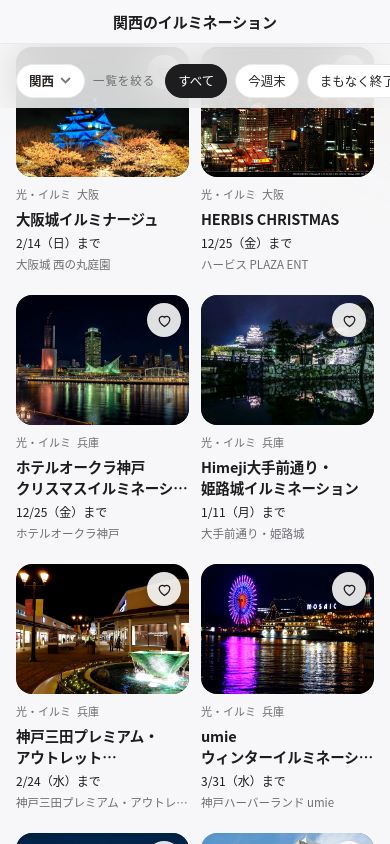 関西のイルミネーション
関西
一覧を絞る
すべて
今週末
まもなく終了
光・イルミ 大阪
大阪城イルミナージュ
2/14（日）まで
大阪城 西の丸庭園
光・イルミ 大阪
HERBIS CHRISTMAS
12/25（金）まで
ハービス PLAZA ENT
光・イルミ 兵庫
ホテルオークラ神戸
クリスマスイルミネーシ…
12/25（金）まで
ホテルオークラ神戸
光・イルミ 兵庫
Himeji大手前通り・
姫路城イルミネーション
1/11（月）まで
大手前通り・姫路城
光・イルミ 兵庫
神戸三田プレミアム・
アウトレット…
2/24（水）まで
神戸三田プレミアム・アウトレ…
MOSAIC
光・イルミ 兵庫
umie
ウィンターイルミネーシ…
3/31（水）まで
神戸ハーバーランド umie